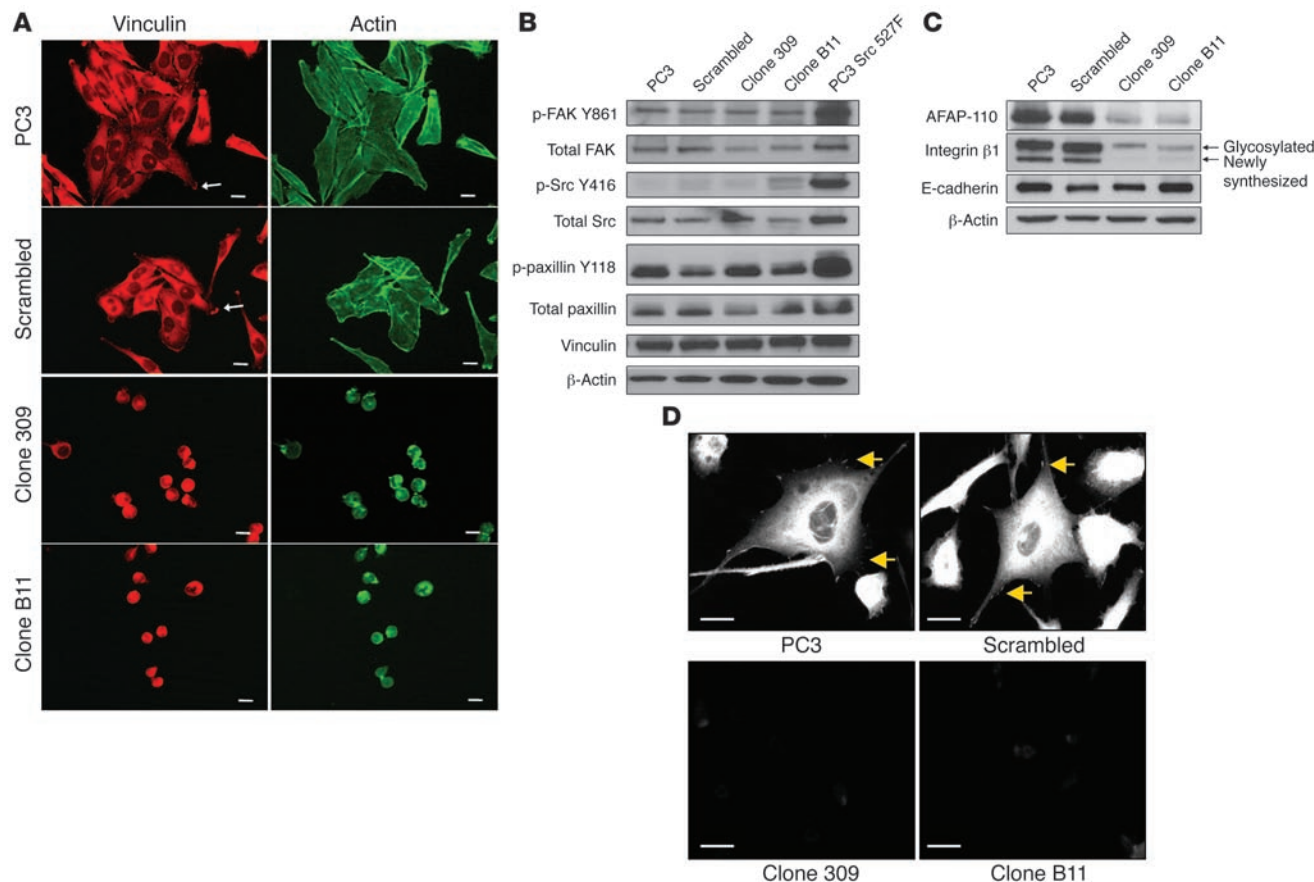 A
Vinculin
Actin
PC3
Scrambled
Clone 309
Clone B11
B
PC3
Scrambled
Clone 309
Clone B11
PC3 Src 527F
p-FAK Y861
Total FAK
p-Src Y416
Total Src
p-paxillin Y118
Total paxillin
Vinculin
β-Actin
C
PC3
Scrambled
Clone 309
Clone B11
AFAP-110
Integrin β1
Glycosylated
Newly
synthesized
E-cadherin
β-Actin
D
PC3
Scrambled
Clone 309
Clone B11